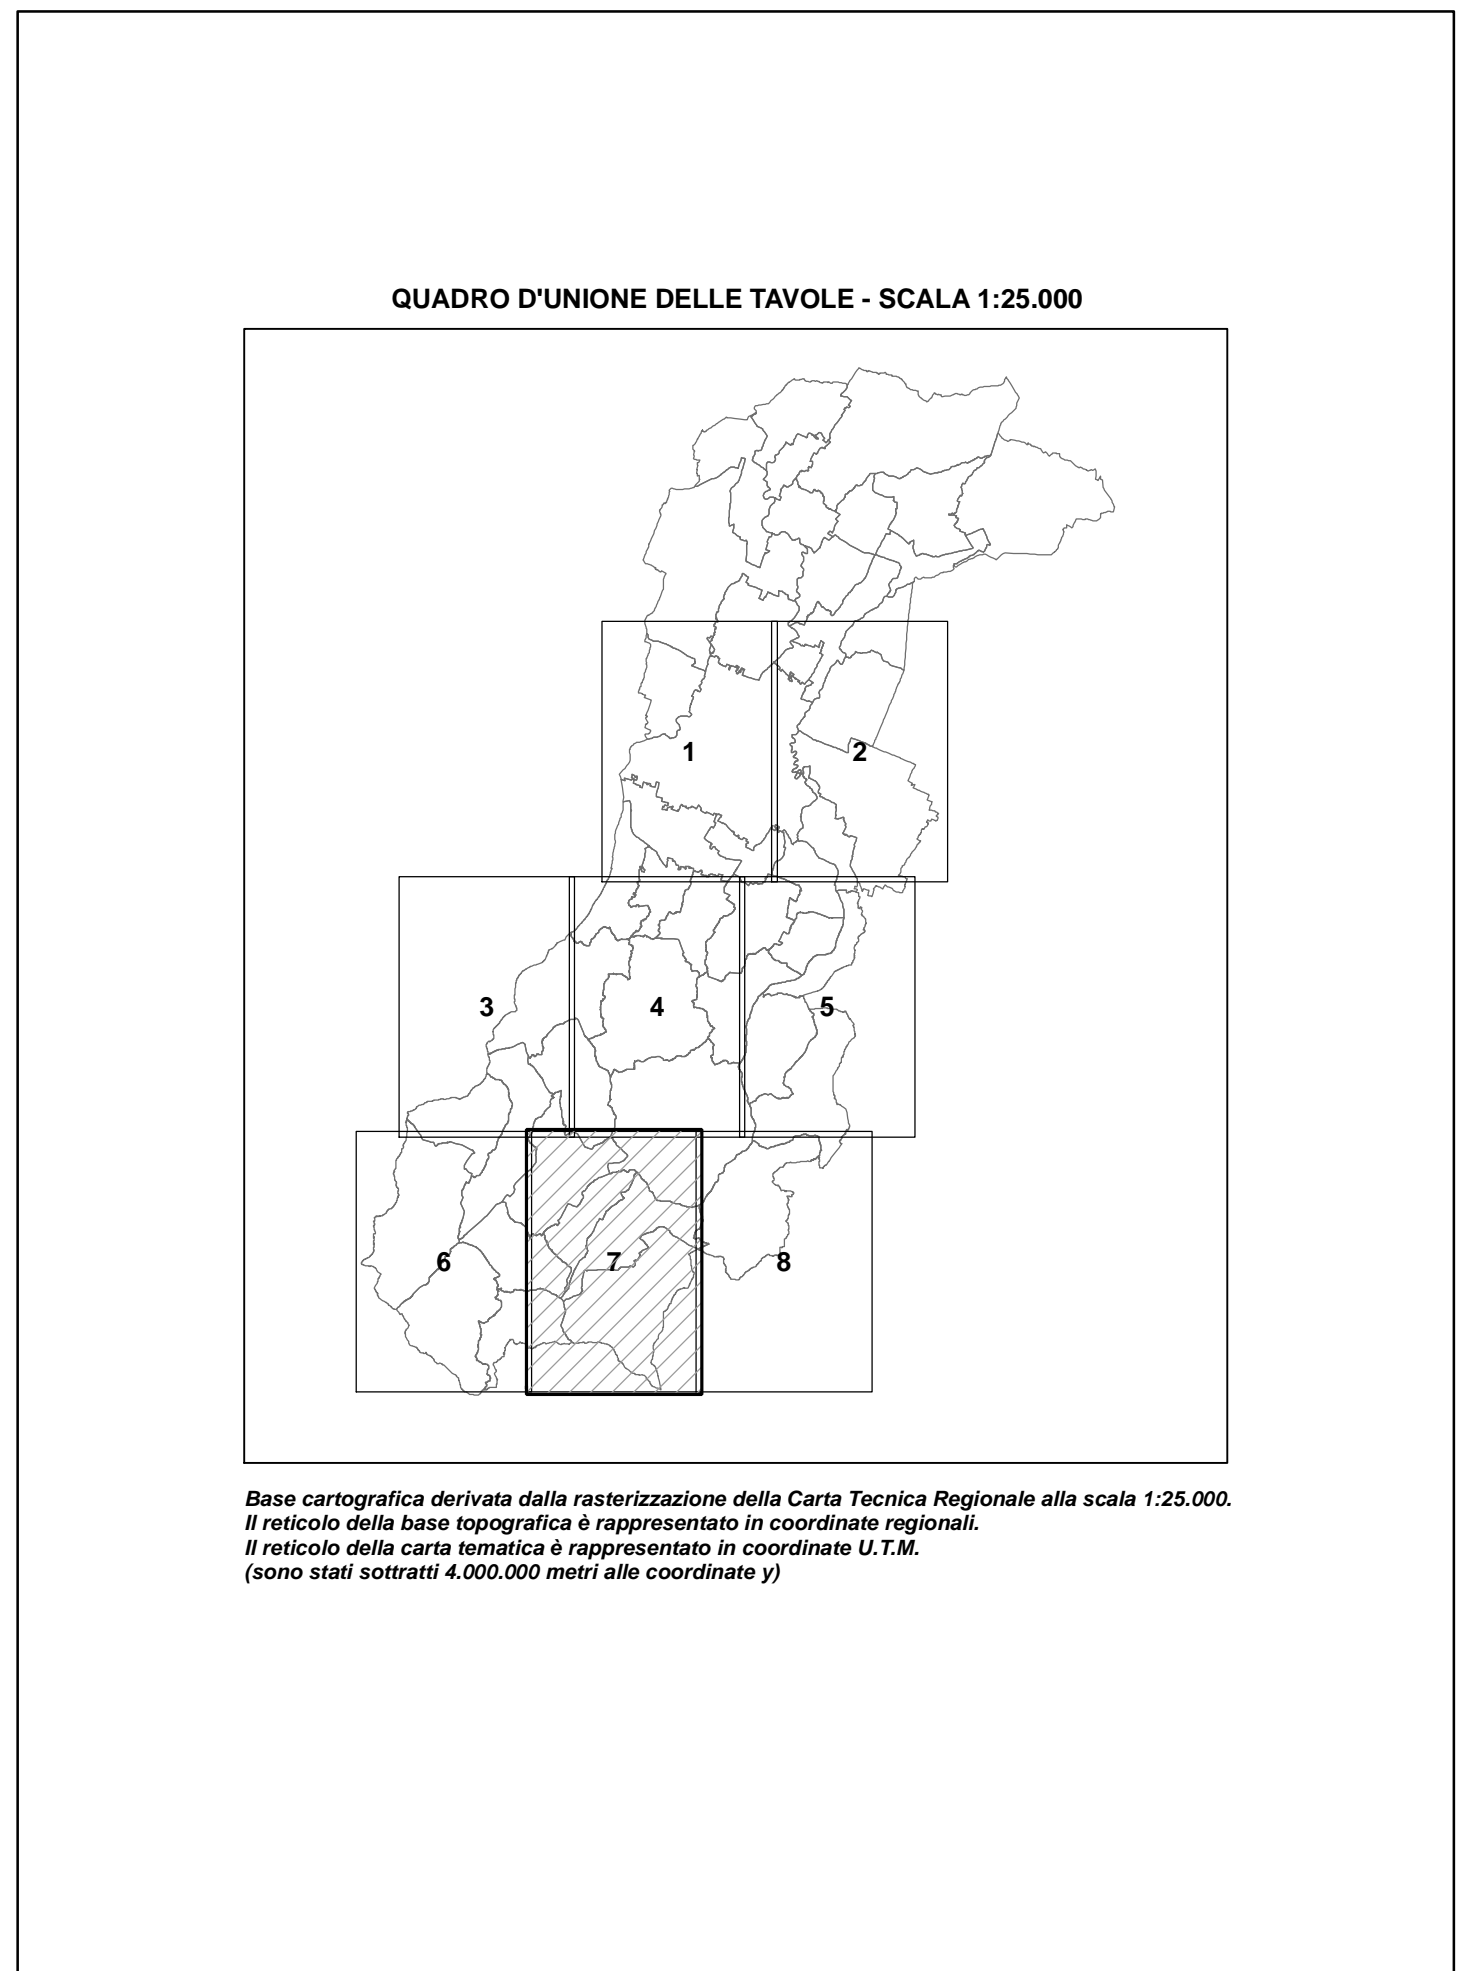 QUADRO D'UNIONE DELLE TAVOLE - SCALA 1:25.000
1
2
3
4
5
6
7
8
Base cartografica derivata dalla rasterizzazione della Carta Tecnica Regionale alla scala 1:25.000.
Il reticolo della base topografica è rappresentato in coordinate regionali.
Il reticolo della carta tematica è rappresentato in coordinate U.T.M.
(sono stati sottratti 4.000.000 metri alle coordinate y)